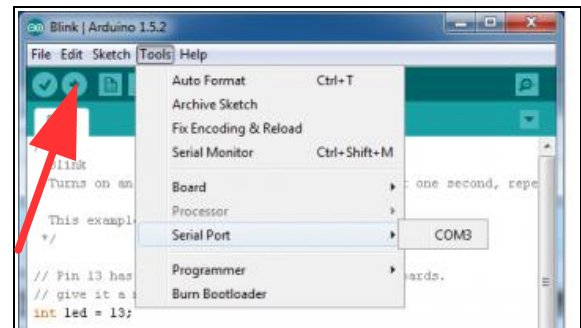 Blink | Arduino 1.5.2
File Edit Sketch Tools Help
Auto Format Ctrl+T
Archive Sketch
Fix Encoding & Reload
Serial Monitor Ctrl+Shift+M
Board
Processor
Serial Port COM3
Programmer
Burn Bootloader
Blink
Turns on an one second, repe
This exampl
*/
// Pin 13 has ards.
// give it a
int led = 13;